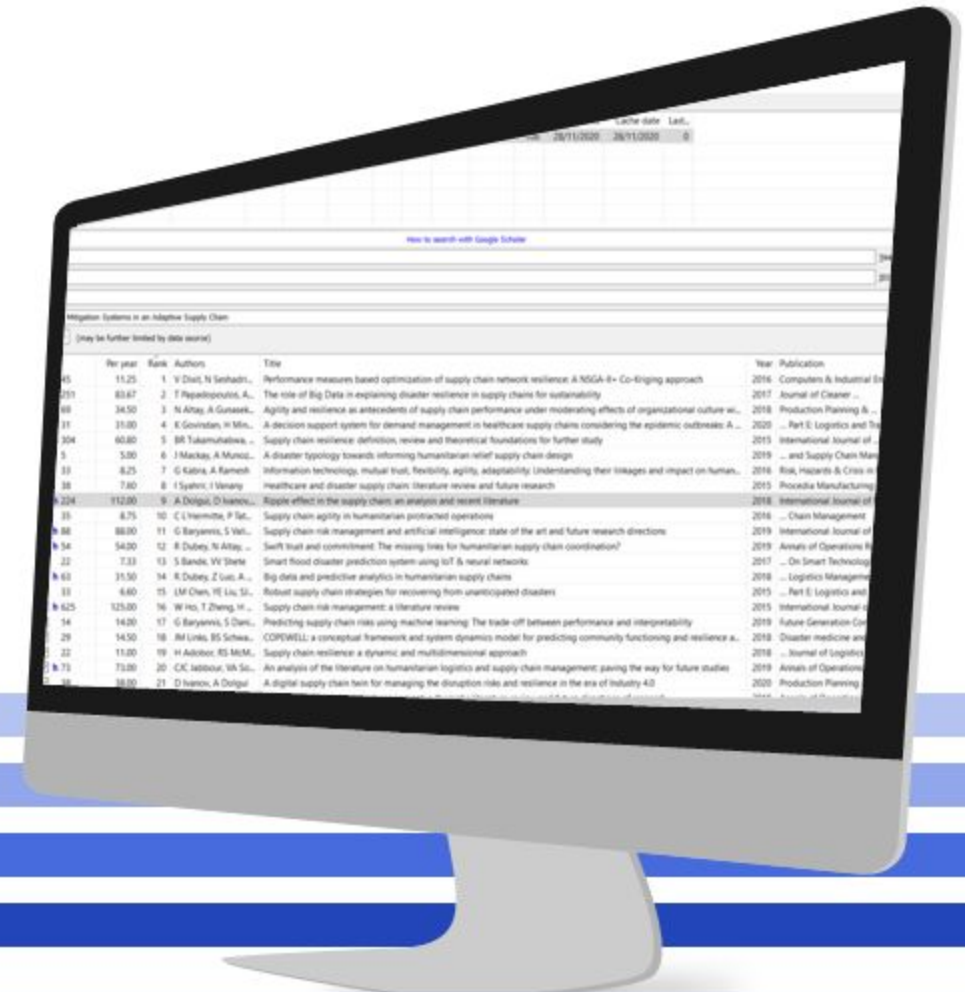 Cache date Last...
28/11/2020 28/11/2020 0
How to search with Google Scholar
Mitigation Systems in an Adaptive Supply Chain
(may be further limited by data source)
Per year Rank Authors Title Year Publication
45 11.25 1 V Dixit, N Seshadri... Performance measures based optimization of supply chain network resilience: A NSGA-II+ Co-Kriging approach 2016 Computers & Industrial
251 83.67 2 T Papadopoulos, A... The role of Big Data in explaining disaster resilience in supply chains for sustainability 2017 Journal of Cleaner ...
69 34.50 3 N Altay, A Gunasek... Agility and resilience as antecedents of supply chain performance under moderating effects of organizational culture 2018 Production Planning & ...
31 31.00 4 K Govindan, H Min... A decision support system for demand management in healthcare supply chains considering the epidemic outbreaks: A ... 2020 ... Part E: Logistics and
304 60.80 5 BR Tukamuhabwa, ... Supply chain resilience: definition, review and theoretical foundations for further study 2015 International Journal of ...
5 5.00 6 J Mackay, A Munoz... A disaster typology towards informing humanitarian relief supply chain design 2019 ... and Supply Chain
33 8.25 7 G Kabra, A Ramesh Information technology, mutual trust, flexibility, agility, adaptability: Understanding their linkages and impact on human... 2016 Risk, Hazards & Crisis
38 7.60 8 I Syahrir, I Vanany Healthcare and disaster supply chain: literature review and future research 2015 Procedia Manufacturing
h 224 112.00 9 A Dolgui, D Ivanov... Ripple effect in the supply chain: an analysis and recent literature 2018 International Journal of
35 8.75 10 C L'Hermitte, P Tat... Supply chain agility in humanitarian protracted operations 2016 ... Chain Management
h 88 88.00 11 G Baryannis, S Vali... Supply chain risk management and artificial intelligence: state of the art and future research directions 2019 International Journal of
h 54 54.00 12 R Dubey, N Altay, ... Swift trust and commitment: The missing links for humanitarian supply chain coordination? 2019 Annals of Operations
22 7.33 13 S Bande, VV Shete Smart flood disaster prediction system using IoT & neural networks 2017 ... On Smart
h 63 31.50 14 R Dubey, Z Luo, A ... Big data and predictive analytics in humanitarian supply chains 2018 ... Logistics
33 6.60 15 LM Chen, YE Liu, SJ... Robust supply chain strategies for recovering from unanticipated disasters 2015 ... Part E: Logistics and
h 625 125.00 16 W Ho, T Zheng, H ... Supply chain risk management: a literature review 2015 International Journal
14 14.00 17 G Baryannis, S Dani... Predicting supply chain risks using machine learning: The trade-off between performance and interpretability 2019 Future Generation
29 14.50 18 JM Links, BS Schwa... COPEWELL: a conceptual framework and system dynamics model for predicting community functioning and resilience a... 2018 Disaster medicine and
22 11.00 19 H Adobor, RS McM... Supply chain resilience: a dynamic and multidimensional approach 2018 ... Journal of Logistics
h 73 73.00 20 CJC Jabbour, VA So... An analysis of the literature on humanitarian logistics and supply chain management: paving the way for future studies 2019 Annals of Operations
38 38.00 21 D Ivanov, A Dolgui A digital supply chain twin for managing the disruption risks and resilience in the era of Industry 4.0 2020 Production Planning